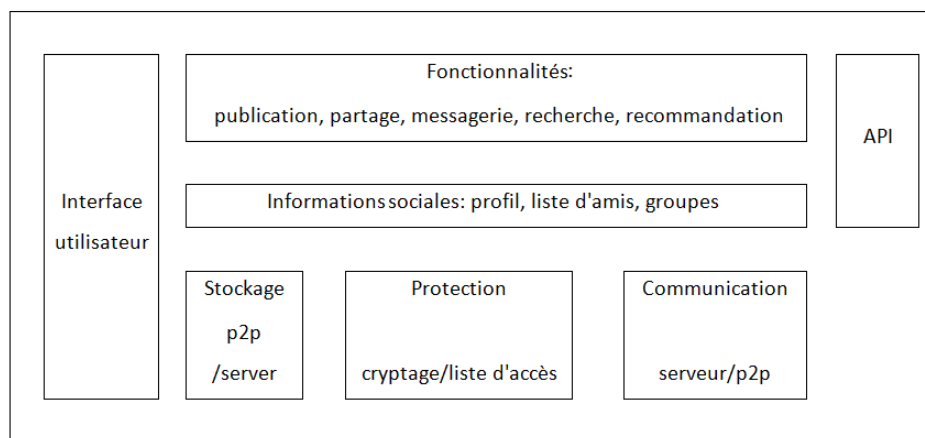 Interface
utilisateur
Fonctionnalités:
publication, partage, messagerie, recherche, recommandation
API
Informations sociales: profil, liste d'amis, groupes
Stockage
p2p
/server
Protection
cryptage/liste d'accès
Communication
serveur/p2p